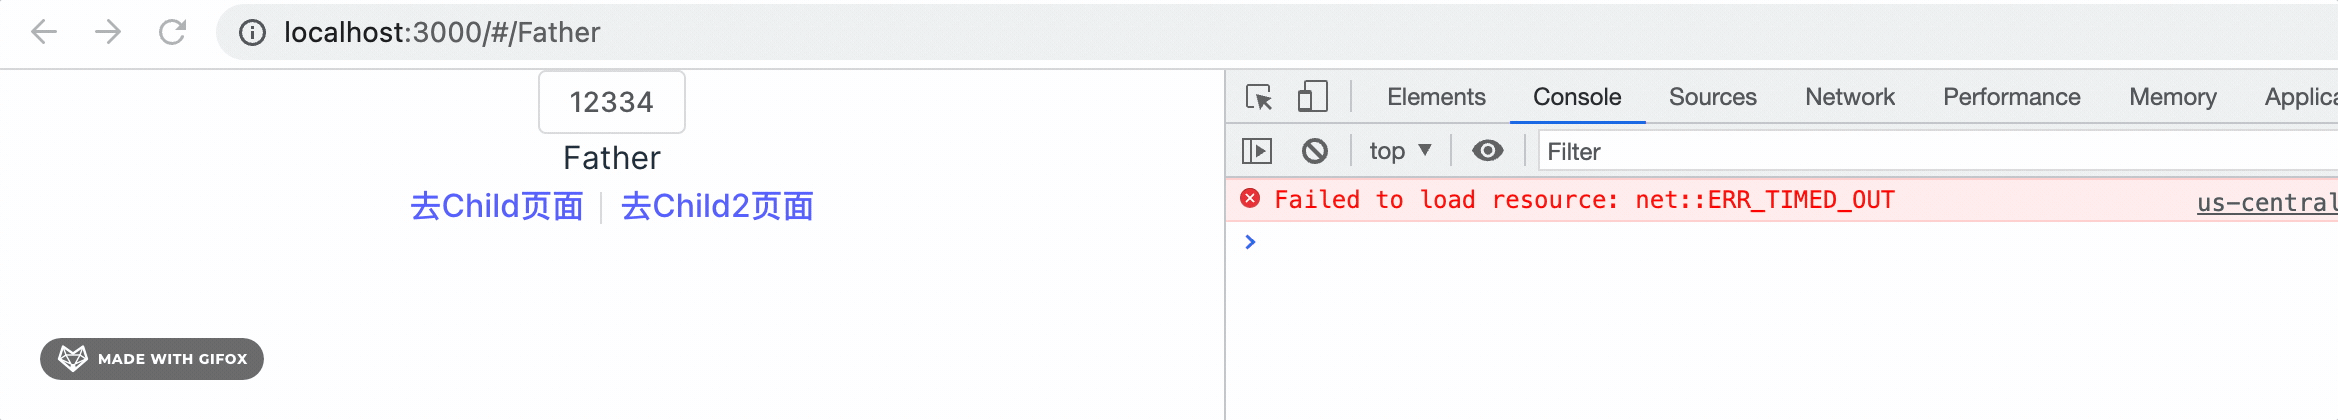 localhost:3000/#/Father
12334
Father
去Child页面 去Child2页面
MADE WITH GIFOX
Elements Console Sources Network Performance Memory Applica
top Filter
Failed to load resource: net::ERR_TIMED_OUT us-central